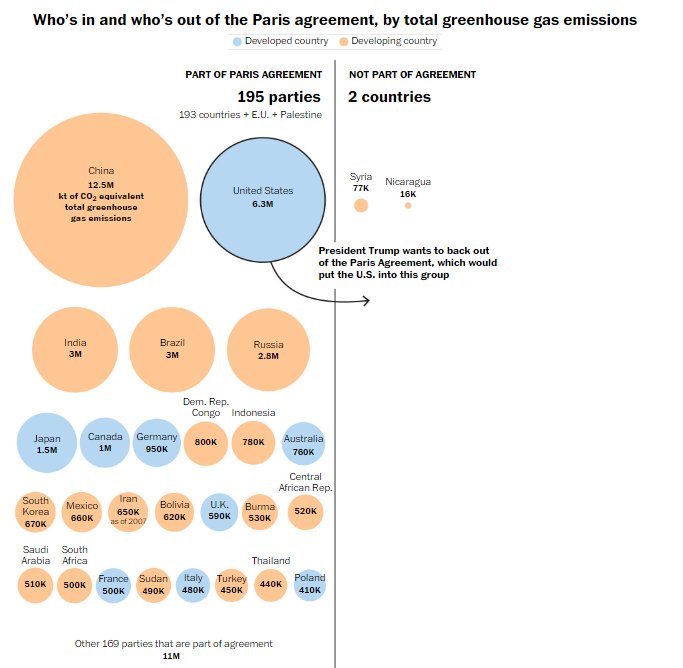 Who's in and who's out of the Paris agreement, by total greenhouse gas emissions
Developed country
Developing country
PART OF PARIS AGREEMENT
195 parties
193 countries + E.U. + Palestine
NOT PART OF AGREEMENT
2 countries
China
12.5M
kt of CO₂ equivalent
total greenhouse
gas emissions
United States
6.3M
Syria
77K
Nicaragua
16K
President Trump wants to back out
of the Paris Agreement, which would
put the U.S. into this group
India
3M
Brazil
3M
Russia
2.8M
Japan
1.5M
Canada
1M
Germany
950K
Dem. Rep.
Congo
800K
Indonesia
780K
Australia
760K
South
Korea
670K
Mexico
660K
Iran
650K
as of 2007
Bolivia
620K
U.K.
590K
Burma
530K
Central
African Rep.
520K
Saudi
Arabia
510K
South
Africa
500K
France
500K
Sudan
490K
Italy
480K
Turkey
450K
Thailand
440K
Poland
410K
Other 169 parties that are part of agreement
11M